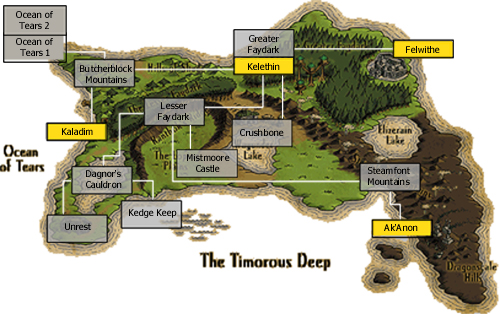 Ocean of
Tears 2
Ocean of
Tears 1
Butcherblock
Mountains
Greater
Faydark
Kelethin
Felwithe
Lesser
Faydark
Kaladim
Crushbone
Lake
Elizerain
Lake
Ocean
of Tears
Mistmoore
Castle
Dagnor's
Cauldron
Steamfont
Mountains
Kedge Keep
Unrest
Ak'Anon
The Timorous Deep
Dragonscale
Hills